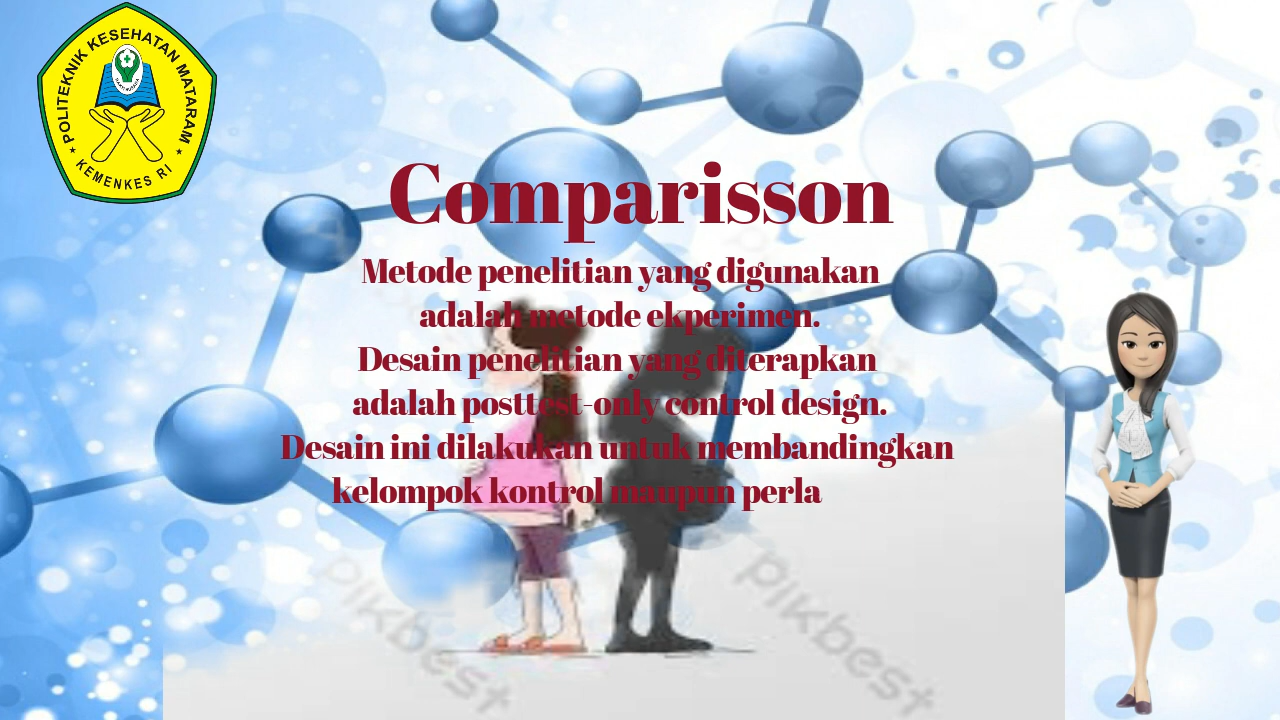 POLITEKNIK KESEHATAN MATARAM
KEMENKES RI
Comparisson
Metode penelitian yang digunakan
adalah metode ekperimen.
Desain penelitian yang diterapkan
adalah posttest-only control design.
Desain ini dilakukan untuk membandingkan
kelompok kontrol maupun perla
pikbest
pikbest